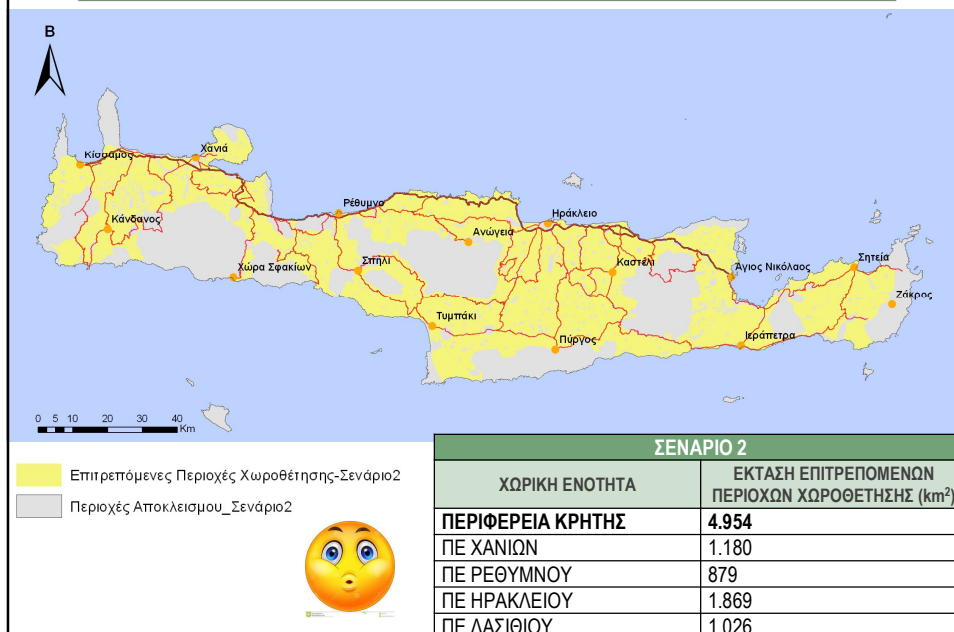 Β
Κίσσαμος
Χανιά
Ρέθυμνο
Ηράκλειο
Κάνδανος
Ανώγεια
Χώρα Σφακίων
Σπήλι
Καστέλι
Άγιος Νικόλαος
Σητεία
Ζάκρος
Τυμπάκι
Πύργος
Ιεράπετρα
0 5 10 20 30 40
Km
Επιτρεπόμενες Περιοχές Χωροθέτησης-Σενάριο2
Περιοχές Αποκλεισμου_Σενάριο2
ΣΕΝΑΡΙΟ 2
ΧΩΡΙΚΗ ΕΝΟΤΗΤΑ
ΕΚΤΑΣΗ ΕΠΙΤΡΕΠΟΜΕΝΩΝ
ΠΕΡΙΟΧΩΝ ΧΩΡΟΘΕΤΗΣΗΣ (km²)
ΠΕΡΙΦΕΡΕΙΑ ΚΡΗΤΗΣ 4.954
ΠΕ ΧΑΝΙΩΝ 1.180
ΠΕ ΡΕΘΥΜΝΟΥ 879
ΠΕ ΗΡΑΚΛΕΙΟΥ 1.869
ΠΕ ΛΑΣΙΘΙΟΥ 1.026